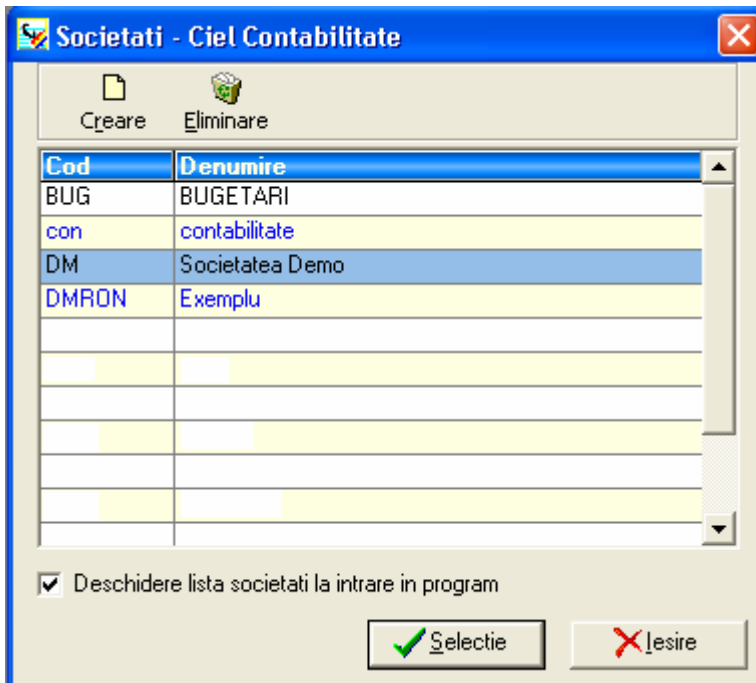 Societati - Ciel Contabilitate
Creare Eliminare
Cod Denumire
BUG BUGETARI
con contabilitate
DM Societatea Demo
DMRON Exemplu
Deschidere lista societati la intrare in program
Selectie Iesire